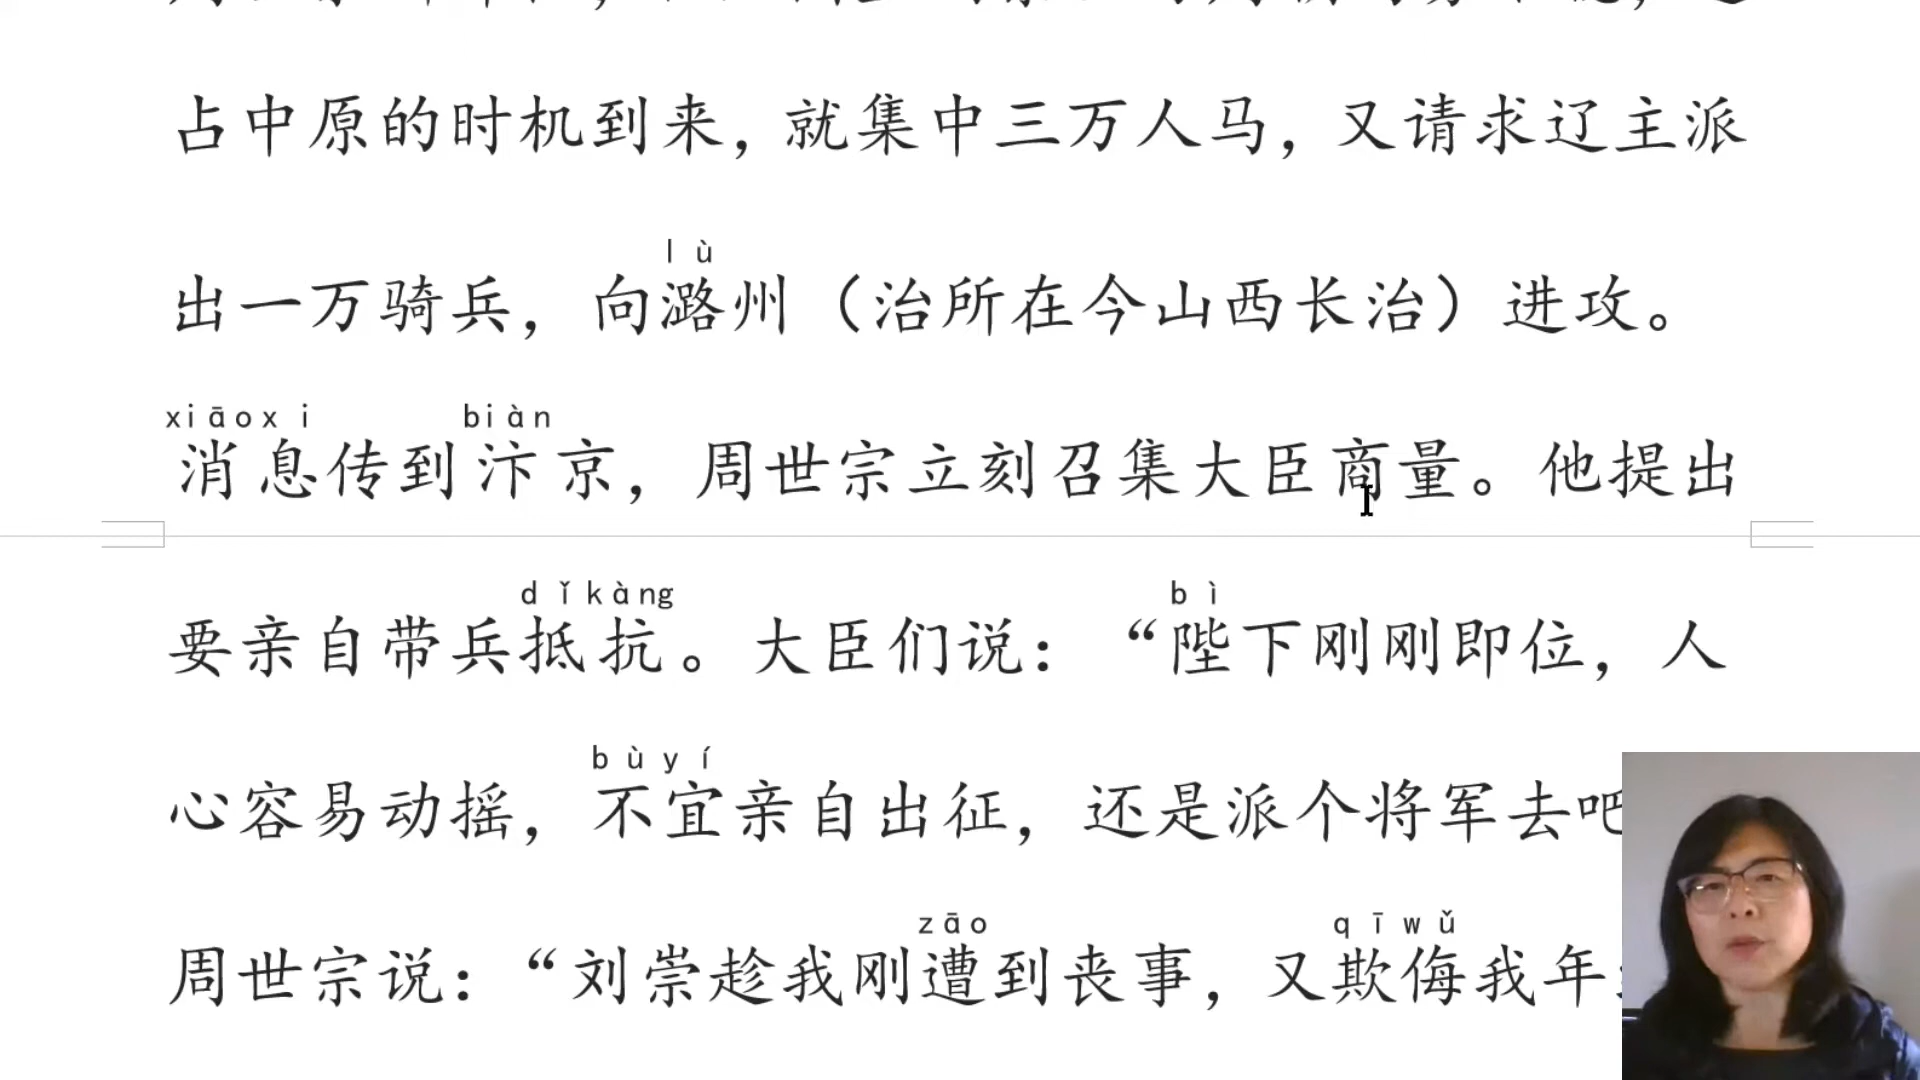 占中原的时机到来，就集中三万人马，又请求辽主派
lù
出一万骑兵，向潞州（治所在今山西长治）进攻。
xiāoxi biàn
消息传到汴京，周世宗立刻召集大臣商量。他提出
dǐkàng bì
要亲自带兵抵抗。大臣们说：“陛下刚刚即位，人
bùyí
心容易动摇，不宜亲自出征，还是派个将军去吧
zāo qīwǔ
周世宗说：“刘崇趁我刚遭到丧事，又欺侮我年